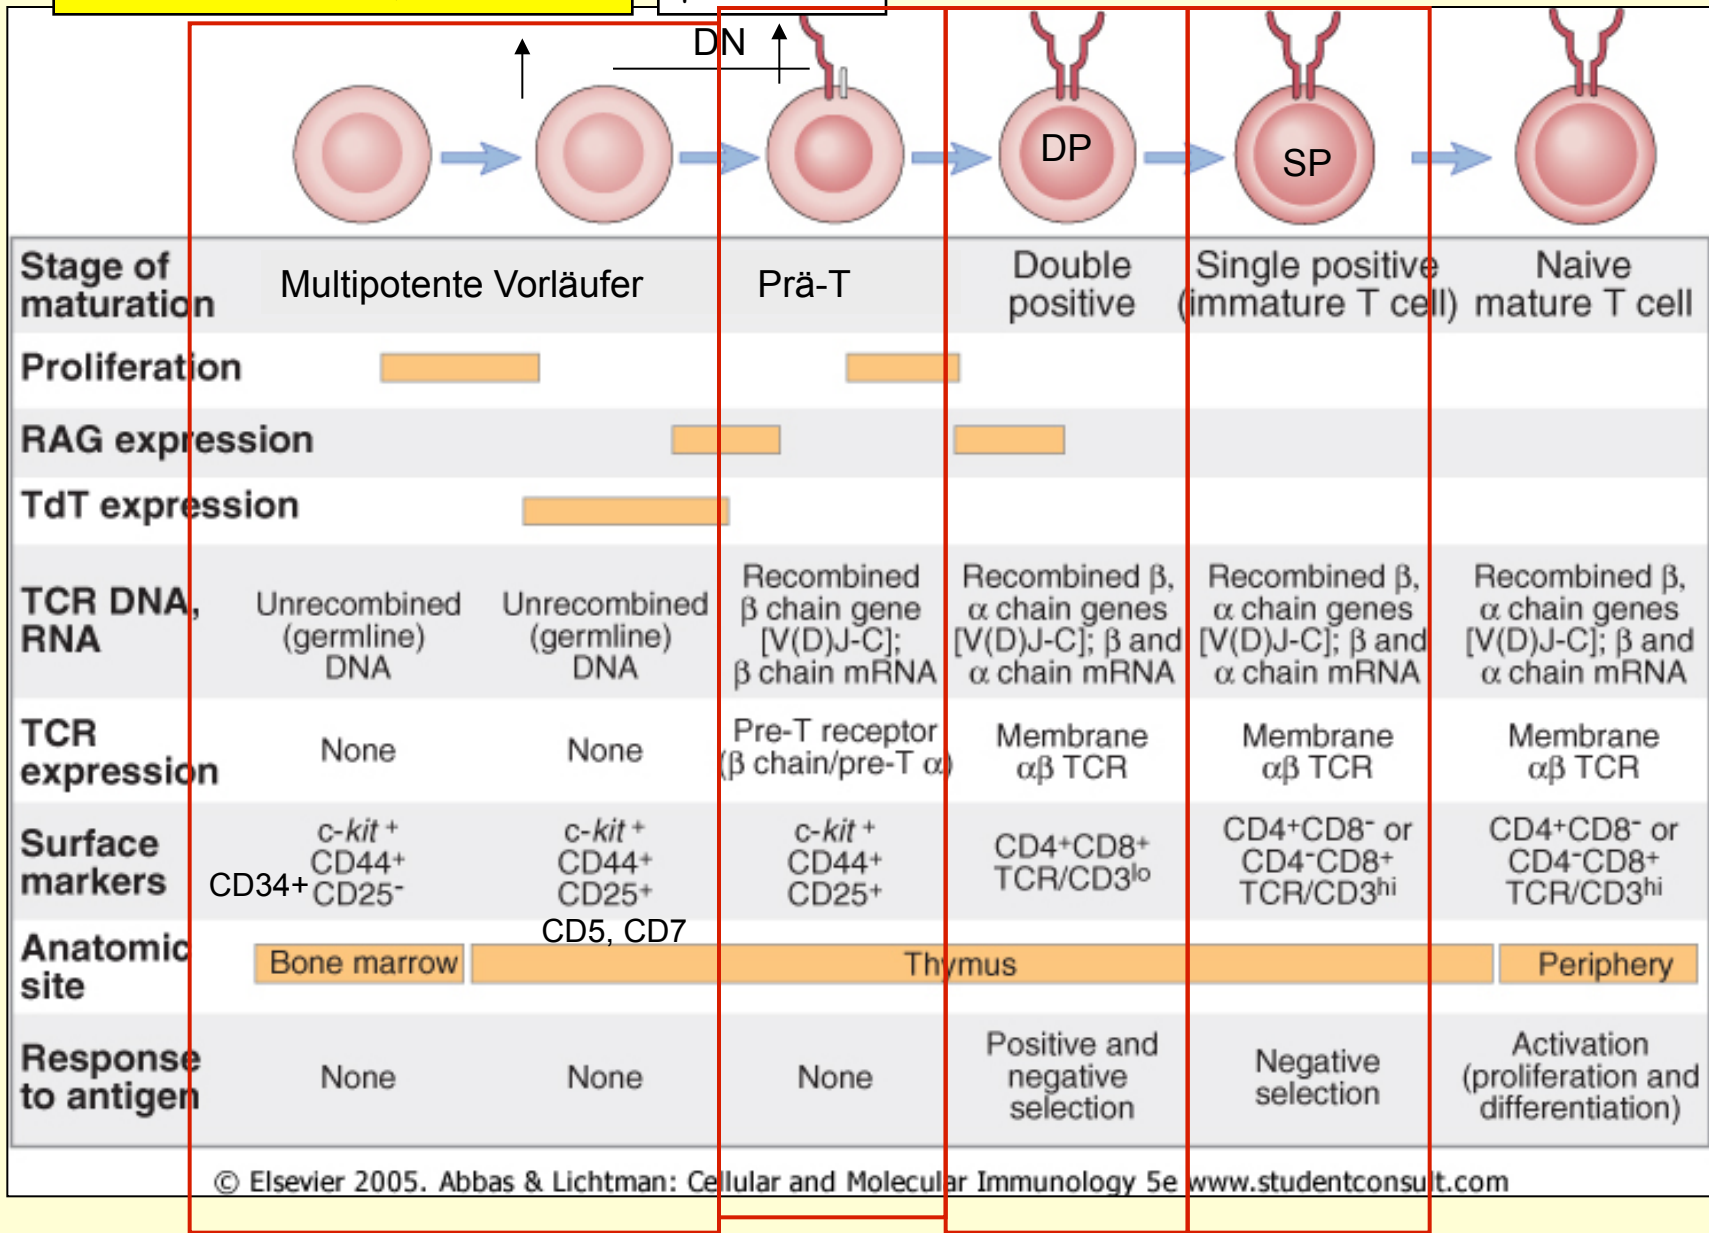 DN
DP
SP
Stage of
maturation
Multipotente Vorläufer
Prä-T
Double
positive
Single positive
(immature T cell)
Naive
mature T cell
Proliferation
RAG expression
TdT expression
TCR DNA,
RNA
Unrecombined
(germline)
DNA
Unrecombined
(germline)
DNA
Recombined
β chain gene
[V(D)J-C];
β chain mRNA
Recombined β,
α chain genes
[V(D)J-C]; β and
α chain mRNA
Recombined β,
α chain genes
[V(D)J-C]; β and
α chain mRNA
Recombined β,
α chain genes
[V(D)J-C]; β and
α chain mRNA
TCR
expression
None
None
Pre-T receptor
(β chain/pre-T α)
Membrane
αβ TCR
Membrane
αβ TCR
Membrane
αβ TCR
Surface
markers
CD34+
c-kit⁺
CD44⁺
CD25⁻
c-kit⁺
CD44⁺
CD25⁺
CD5, CD7
c-kit⁺
CD44⁺
CD25⁺
CD4⁺CD8⁺
TCR/CD3ˡᵒ
CD4⁺CD8⁻ or
CD4⁻CD8⁺
TCR/CD3ʰⁱ
CD4⁺CD8⁻ or
CD4⁻CD8⁺
TCR/CD3ʰⁱ
Anatomic
site
Bone marrow
Thymus
Periphery
Response
to antigen
None
None
None
Positive and
negative
selection
Negative
selection
Activation
(proliferation and
differentiation)
© Elsevier 2005. Abbas & Lichtman: Cellular and Molecular Immunology 5e www.studentconsult.com